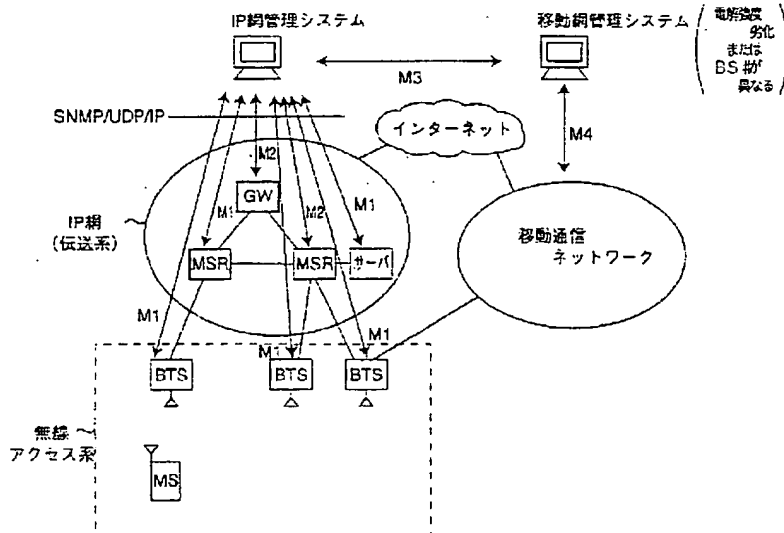 IP網管理システム
移動網管理システム
電解強度
劣化
または
BS 網が
異なる
M3
SNMP/UDP/IP
インターネット
M4
M2
GW
M1
M2
M1
IP網
(伝送系)
移動通信
ネットワーク
MSR
MSR
サーバ
M1
M1
M1
BTS
BTS
BTS
無線
アクセス系
MS